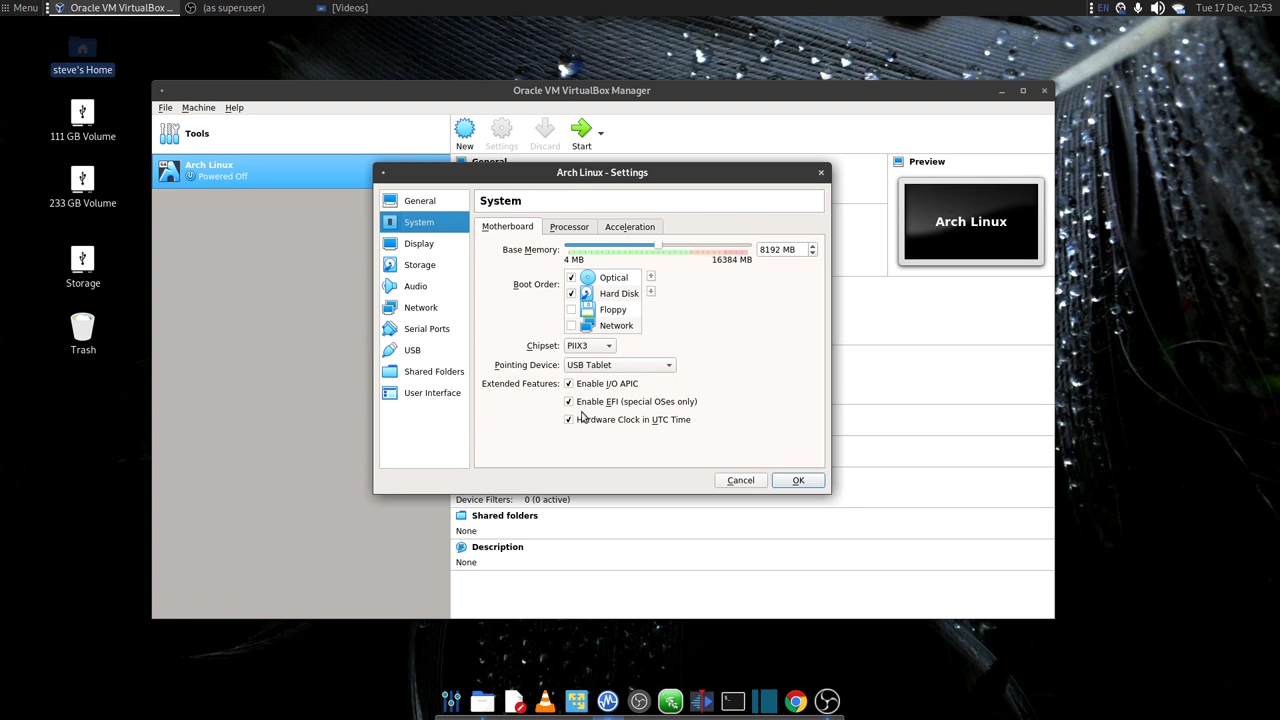 Menu
Oracle VM VirtualBox ...
(as superuser)
[Videos]
EN
Tue 17 Dec, 12:53
steve's Home
111 GB Volume
233 GB Volume
Storage
Trash
Oracle VM VirtualBox Manager
File Machine Help
Tools
New Settings Discard Start
Arch Linux
Powered Off
General
Preview
Arch Linux
Arch Linux - Settings
General
System
Display
Storage
Audio
Network
Serial Ports
USB
Shared Folders
User Interface
System
Motherboard Processor Acceleration
Base Memory: 8192 MB
4 MB 16384 MB
Boot Order: Optical
Hard Disk
Floppy
Network
Chipset: PIIX3
Pointing Device: USB Tablet
Extended Features: Enable I/O APIC
Enable EFI (special OSes only)
Hardware Clock in UTC Time
Cancel OK
Device Filters: 0 (0 active)
Shared folders
None
Description
None